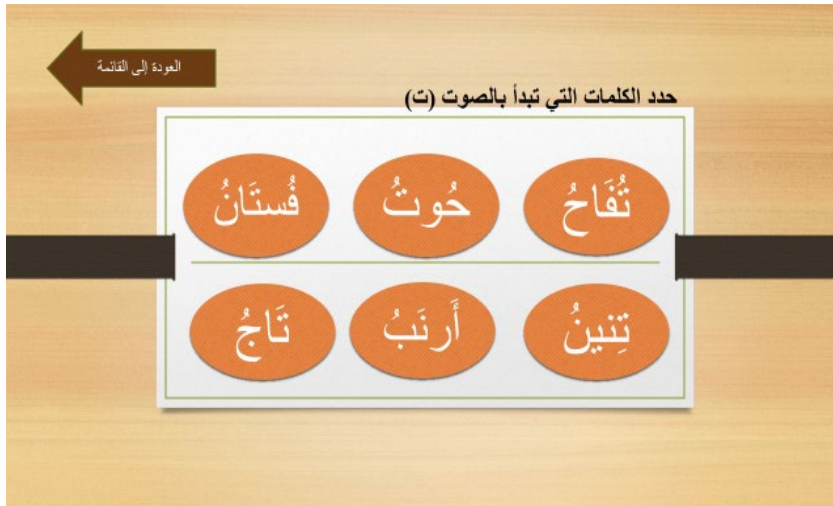 العودة إلى القائمة
حدد الكلمات التي تبدأ بالصوت (ت)
تُفَاحُ حُوتُ فُستَانُ
تِنينُ أَرنَبُ تَاجُ